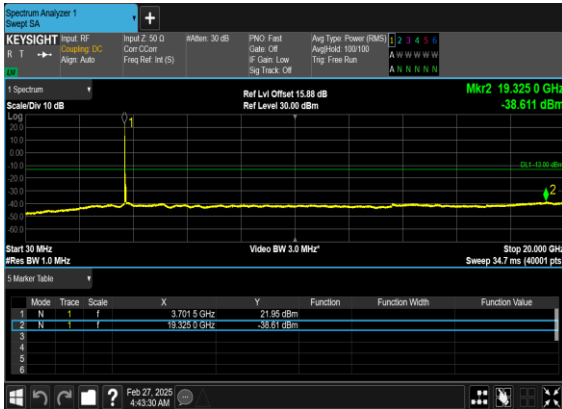 Spectrum Analyzer 1
Swept SA
+
KEYSIGHT Input: RF Input Z: 50 Ω #Atten: 30 dB PNO: Fast Avg Type: Power (RMS) 1 2 3 4 5 6
R T Coupling: DC Corr CCorr Gate: Off Avg|Hold: 100/100 A W W W W W
Align: Auto Freq Ref: Int (S) IF Gain: Low Trig: Free Run
Sig Track: Off A N N N N N
1 Spectrum Ref Lvl Offset 15.88 dB Mkr2 19.325 0 GHz
Scale/Div 10 dB Ref Level 30.00 dBm -38.611 dBm
Log
20.0
10.0
0.00
-10.0
-20.0
-30.0
-40.0
-50.0
-60.0
1
DL1 -13.00 dBm
2
Start 30 MHz Video BW 3.0 MHz* Stop 20.000 GHz
#Res BW 1.0 MHz Sweep 34.7 ms (40001 pts)
5 Marker Table
Mode Trace Scale X Y Function Function Width Function Value
1 N 1 f 3.701 5 GHz 21.95 dBm
2 N 1 f 19.325 0 GHz -38.61 dBm
3
4
5
6
? Feb 27, 2025
4:43:30 AM